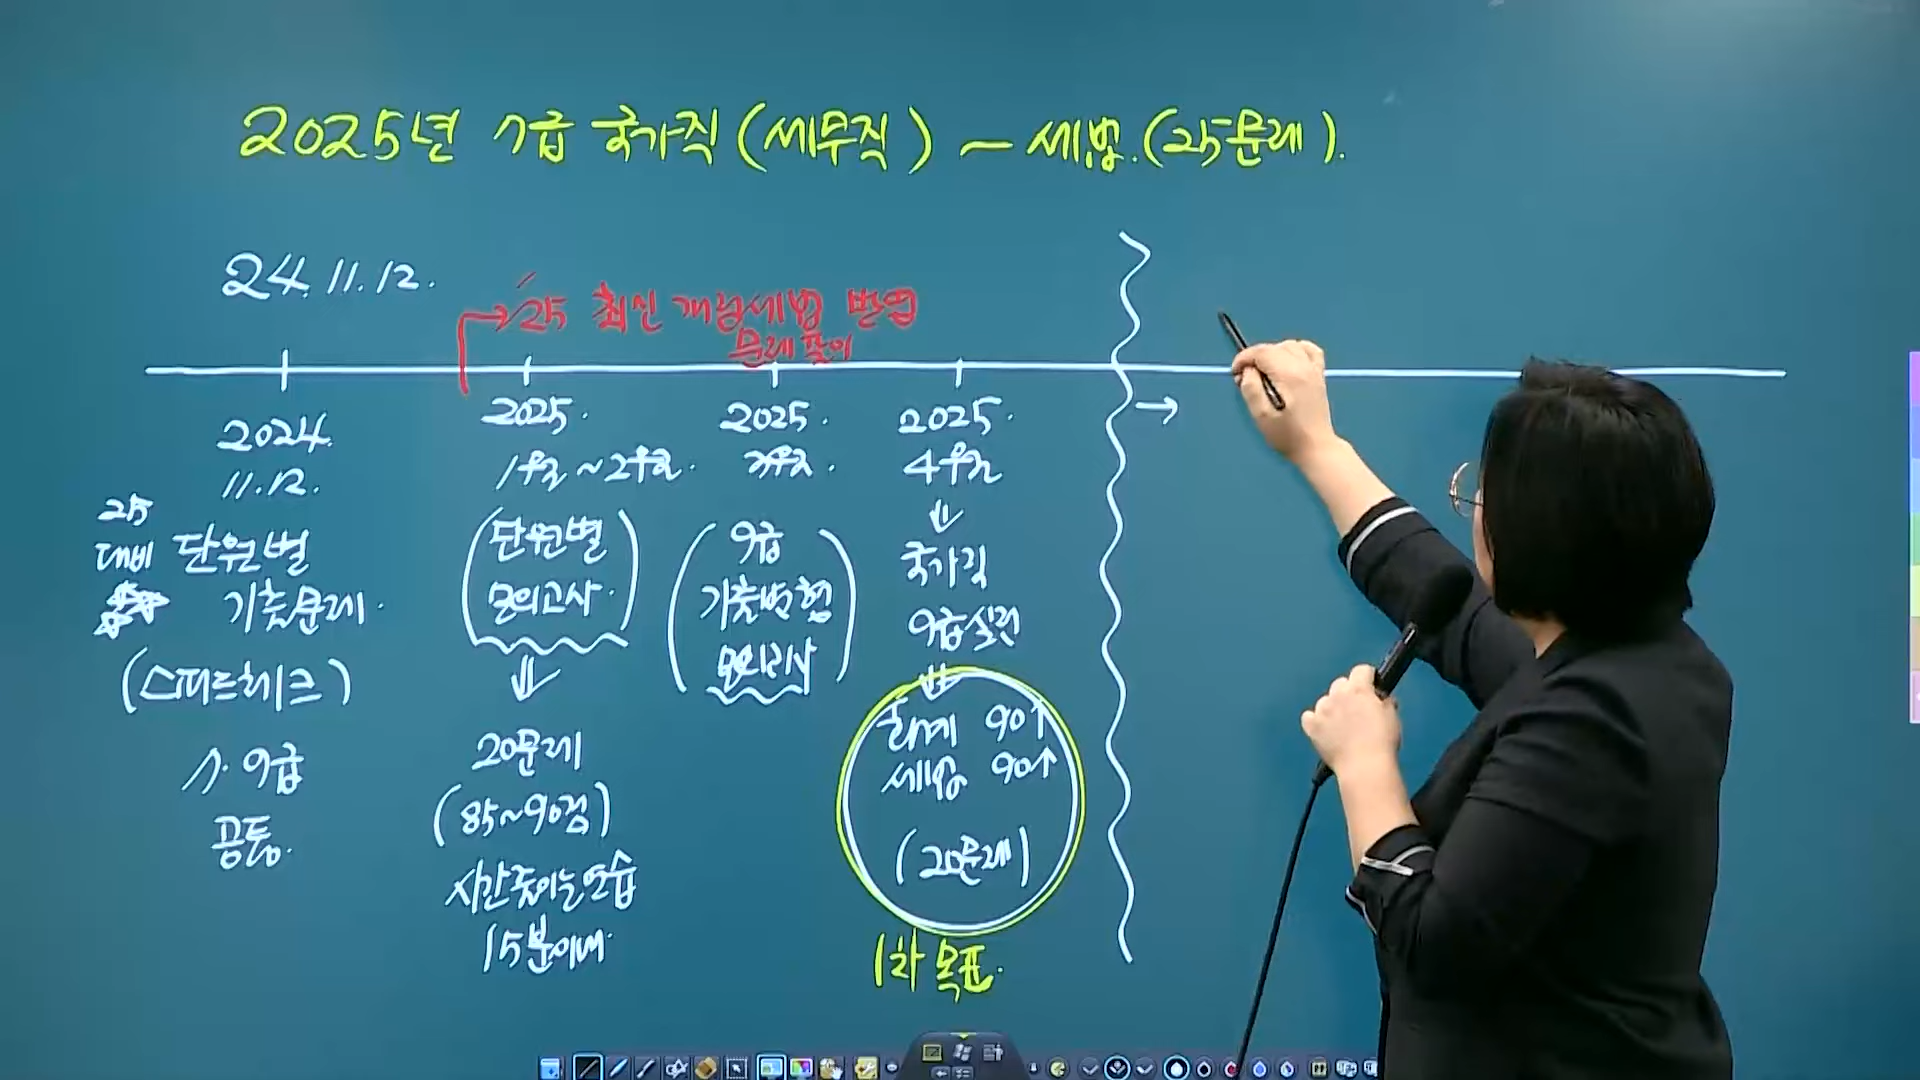 2025년 7급 국가직 (세무직) - 세법. (25문제).
24. 11. 12.
'25 최신 개정세법 반영
문제풀이
2024.
11. 12.
25
대비 단원별
기출문제.
(스피드체크)
7. 9급
공통.
2025.
1월 ~ 2월.
단원별
모의고사.
⇓
20문제
(85~90점)
시간 줄이는 연습
15분이내.
2025.
3월.
9급
기출변형
모의고사
2025.
4월
⇓
국가직
9급 실전
⇓
회계 90↑
세법 90↑
(20문제)
1차 목표.
→